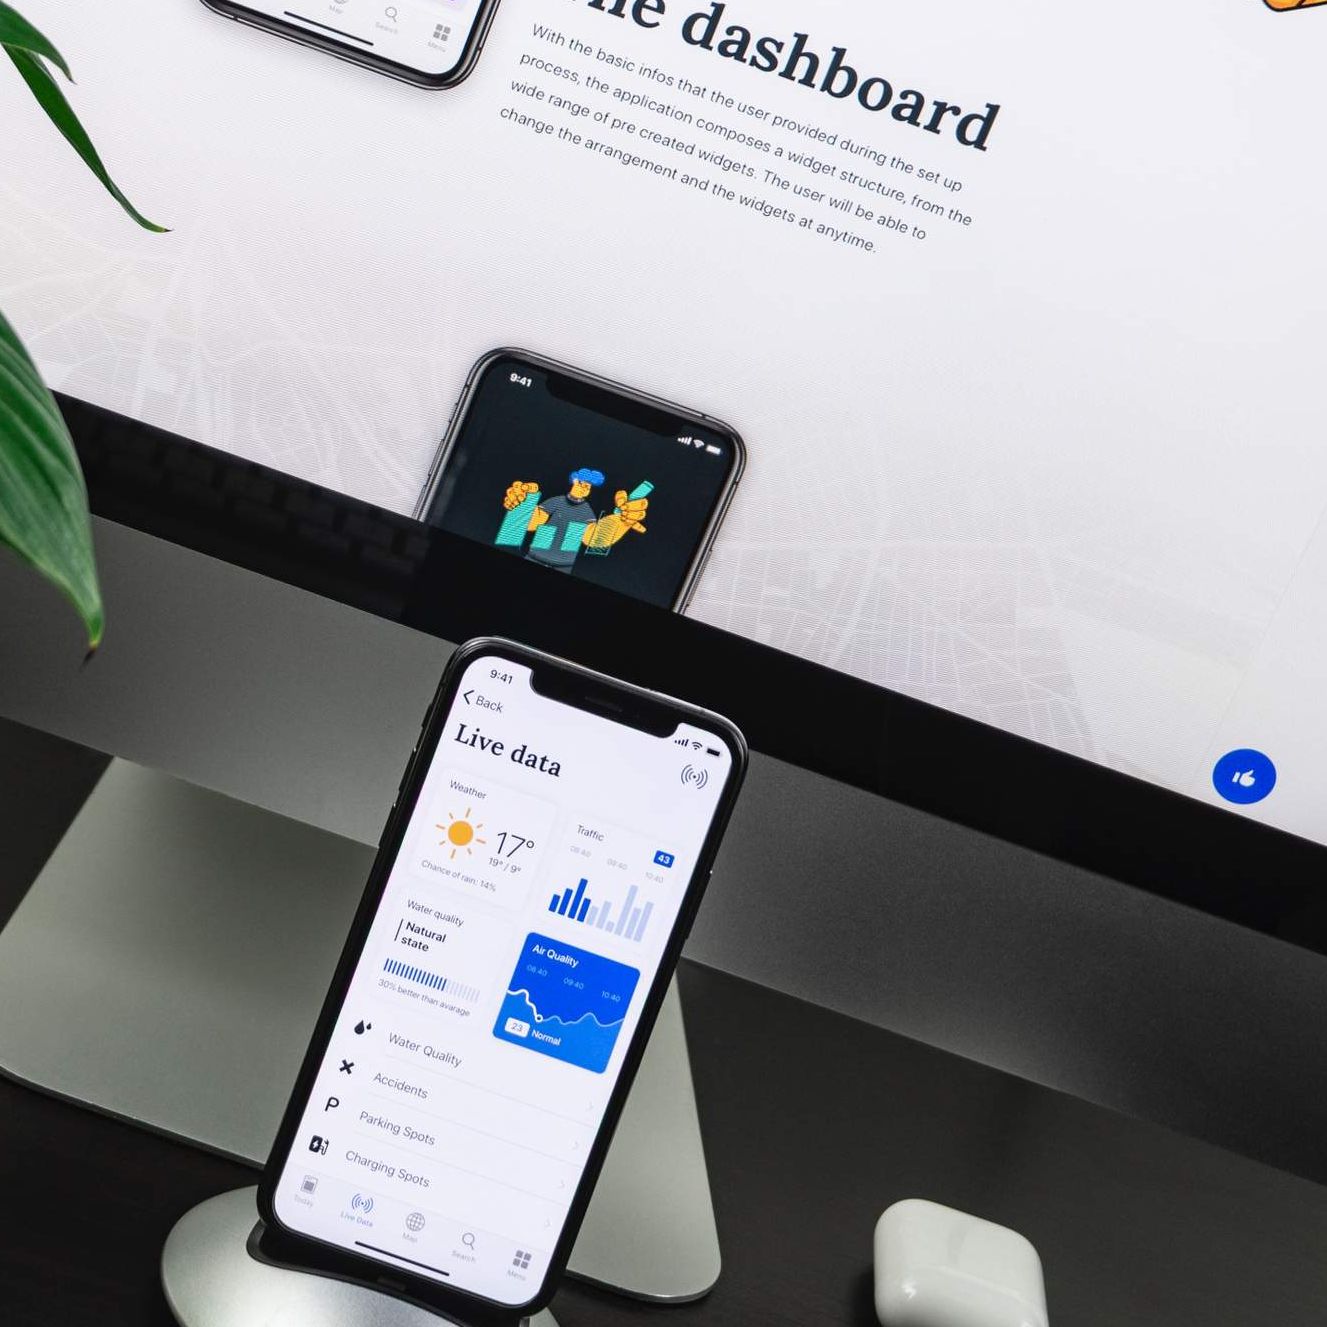 Map
Search
Menu
The dashboard
With the basic infos that the user provided during the set up
process, the application composes a widget structure, from the
wide range of pre created widgets. The user will be able to
change the arrangement and the widgets at anytime.
9:41
9:41
Back
Live data
Weather
17°
19° / 9°
Chance of rain: 14%
Traffic
43
08:40 09:40 10:40
Water quality
Natural
state
30% better than avarage
Air Quality
08:40 09:40 10:40
23 Normal
Water Quality
Accidents
P Parking Spots
Charging Spots
Today
Live Data
Map
Search
Menu